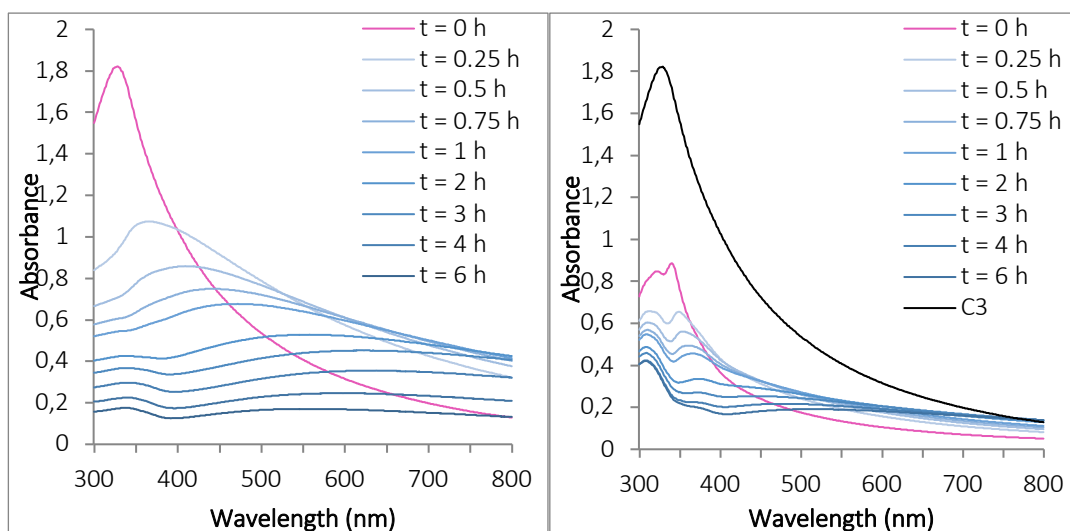 2
1,8
1,6
1,4
1,2
1
0,8
0,6
0,4
0,2
0
Absorbance
300 400 500 600 700 800
Wavelength (nm)
t = 0 h
t = 0.25 h
t = 0.5 h
t = 0.75 h
t = 1 h
t = 2 h
t = 3 h
t = 4 h
t = 6 h
2
1,8
1,6
1,4
1,2
1
0,8
0,6
0,4
0,2
0
Absorbance
300 400 500 600 700 800
Wavelength (nm)
t = 0 h
t = 0.25 h
t = 0.5 h
t = 0.75 h
t = 1 h
t = 2 h
t = 3 h
t = 4 h
t = 6 h
C3